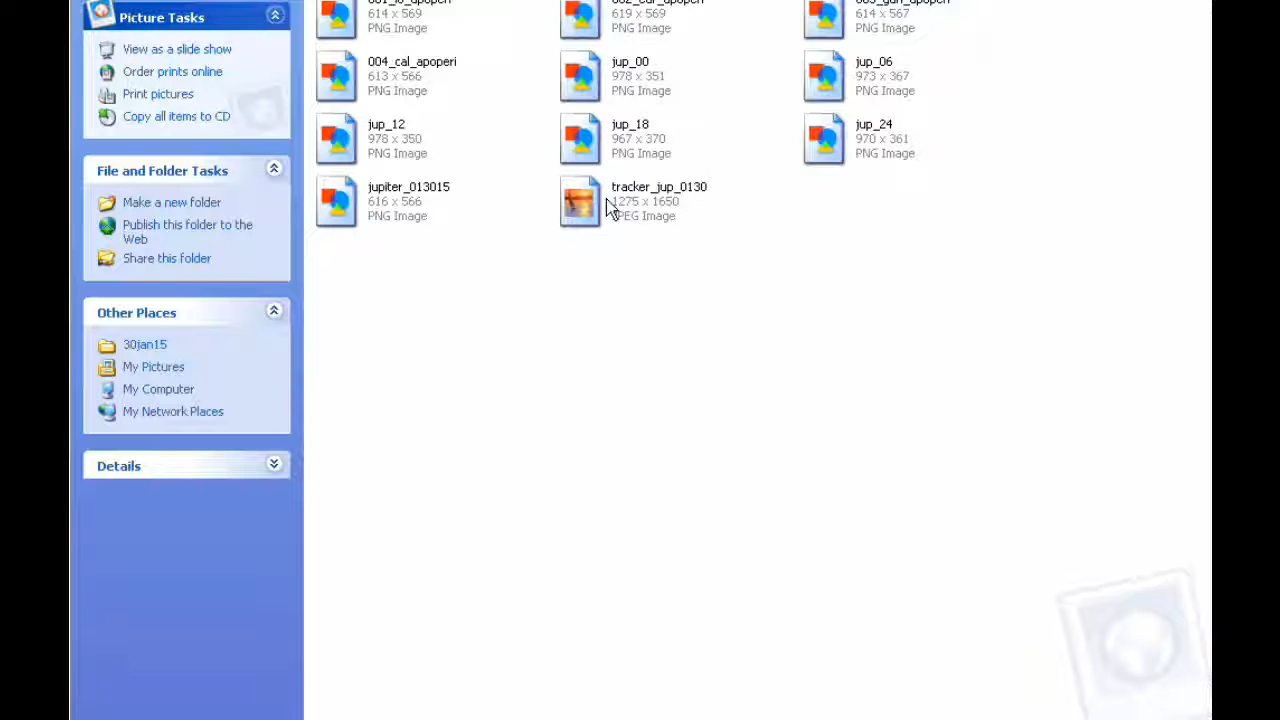 Picture Tasks
View as a slide show
Order prints online
Print pictures
Copy all items to CD
File and Folder Tasks
Make a new folder
Publish this folder to the
Web
Share this folder
Other Places
30jan15
My Pictures
My Computer
My Network Places
Details
614 x 569
PNG Image
619 x 569
PNG Image
614 x 567
PNG Image
004_cal_apoperi
613 x 566
PNG Image
jup_00
978 x 351
PNG Image
jup_06
973 x 367
PNG Image
jup_12
978 x 350
PNG Image
jup_18
967 x 370
PNG Image
jup_24
970 x 361
PNG Image
jupiter_013015
616 x 566
PNG Image
tracker_jup_0130
1275 x 1650
JPEG Image